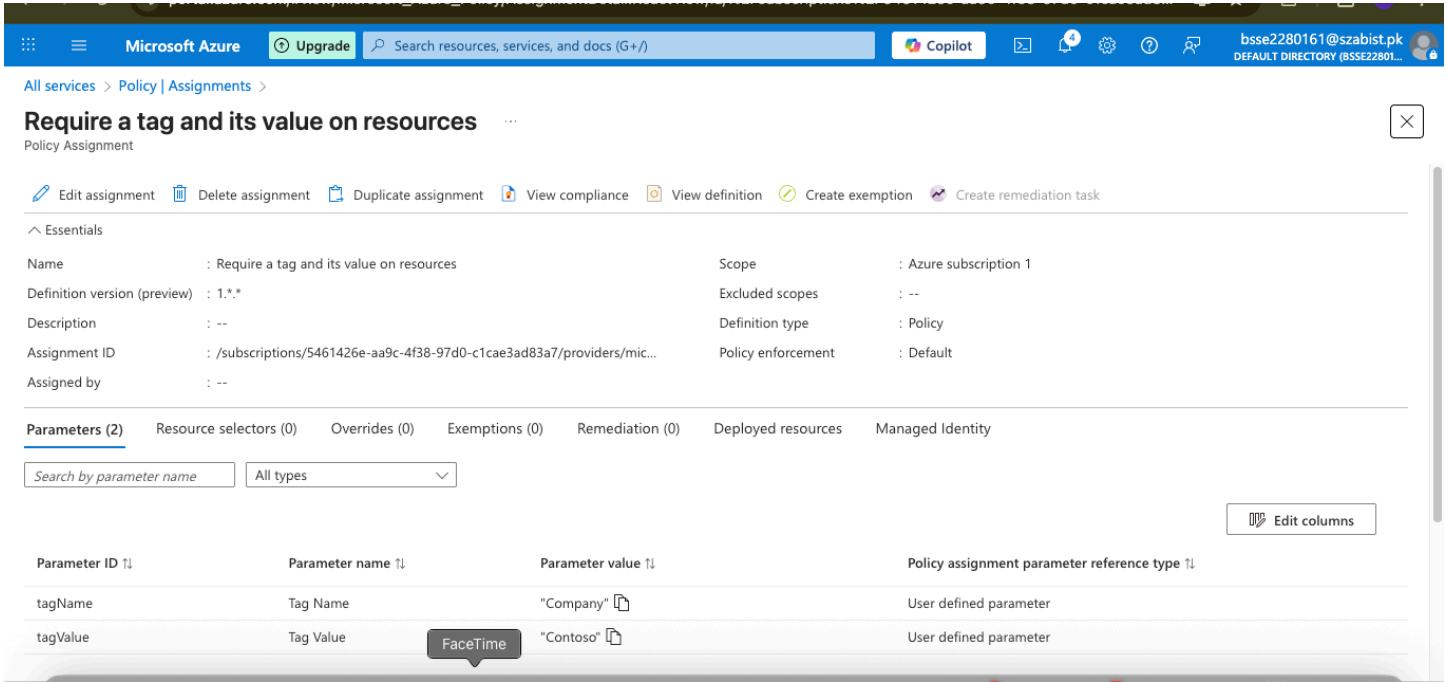 Microsoft Azure
Upgrade
Search resources, services, and docs (G+/)
Copilot
4
bsse2280161@szabist.pk
DEFAULT DIRECTORY (BSSE22801...
All services > Policy | Assignments >
Require a tag and its value on resources ...
Policy Assignment
Edit assignment Delete assignment Duplicate assignment View compliance View definition Create exemption Create remediation task
Essentials
Name : Require a tag and its value on resources Scope : Azure subscription 1
Definition version (preview) : 1.*.* Excluded scopes : --
Description : -- Definition type : Policy
Assignment ID : /subscriptions/5461426e-aa9c-4f38-97d0-c1cae3ad83a7/providers/mic... Policy enforcement : Default
Assigned by : --
Parameters (2) Resource selectors (0) Overrides (0) Exemptions (0) Remediation (0) Deployed resources Managed Identity
Search by parameter name All types
Edit columns
Parameter ID Parameter name Parameter value Policy assignment parameter reference type
tagName Tag Name "Company" User defined parameter
tagValue Tag Value "Contoso" User defined parameter
FaceTime